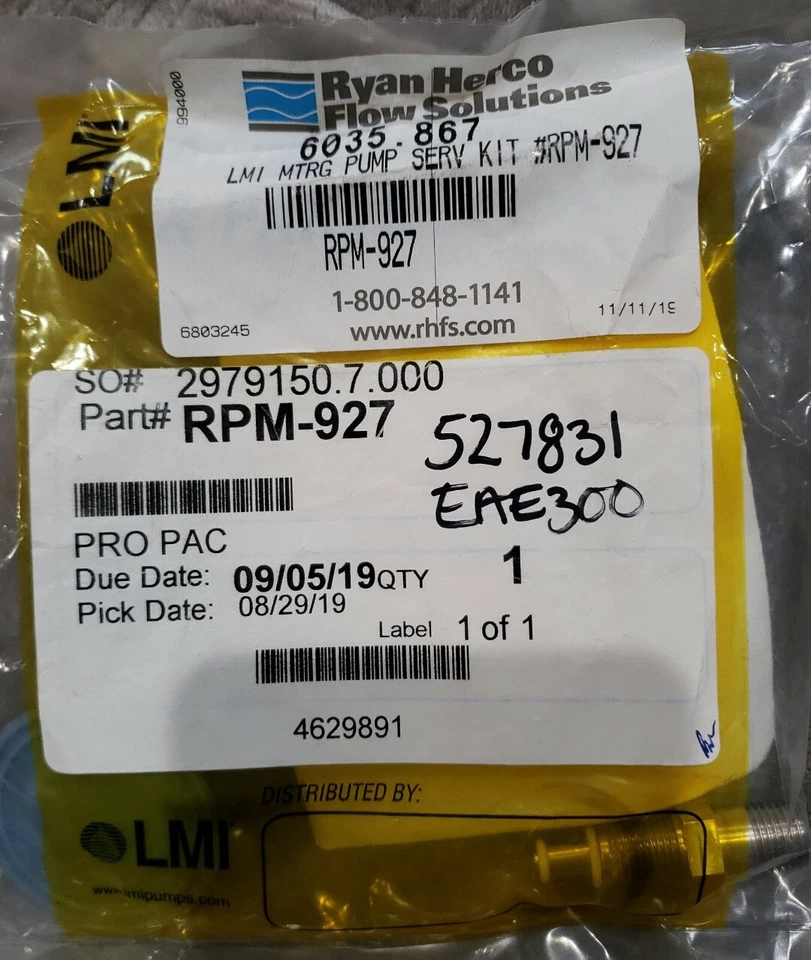 994000
Ryan Herco
Flow Solutions
6035.867
LMI MTRG PUMP SERV KIT #RPM-927
RPM-927
1-800-848-1141
6803245
www.rhfs.com
11/11/19
LMI
SO# 2979150.7.000
Part# RPM-927
527831
EAE300
PRO PAC
Due Date: 09/05/19 QTY 1
Pick Date: 08/29/19
Label 1 of 1
4629891
DISTRIBUTED BY:
LMI
www.lmipumps.com